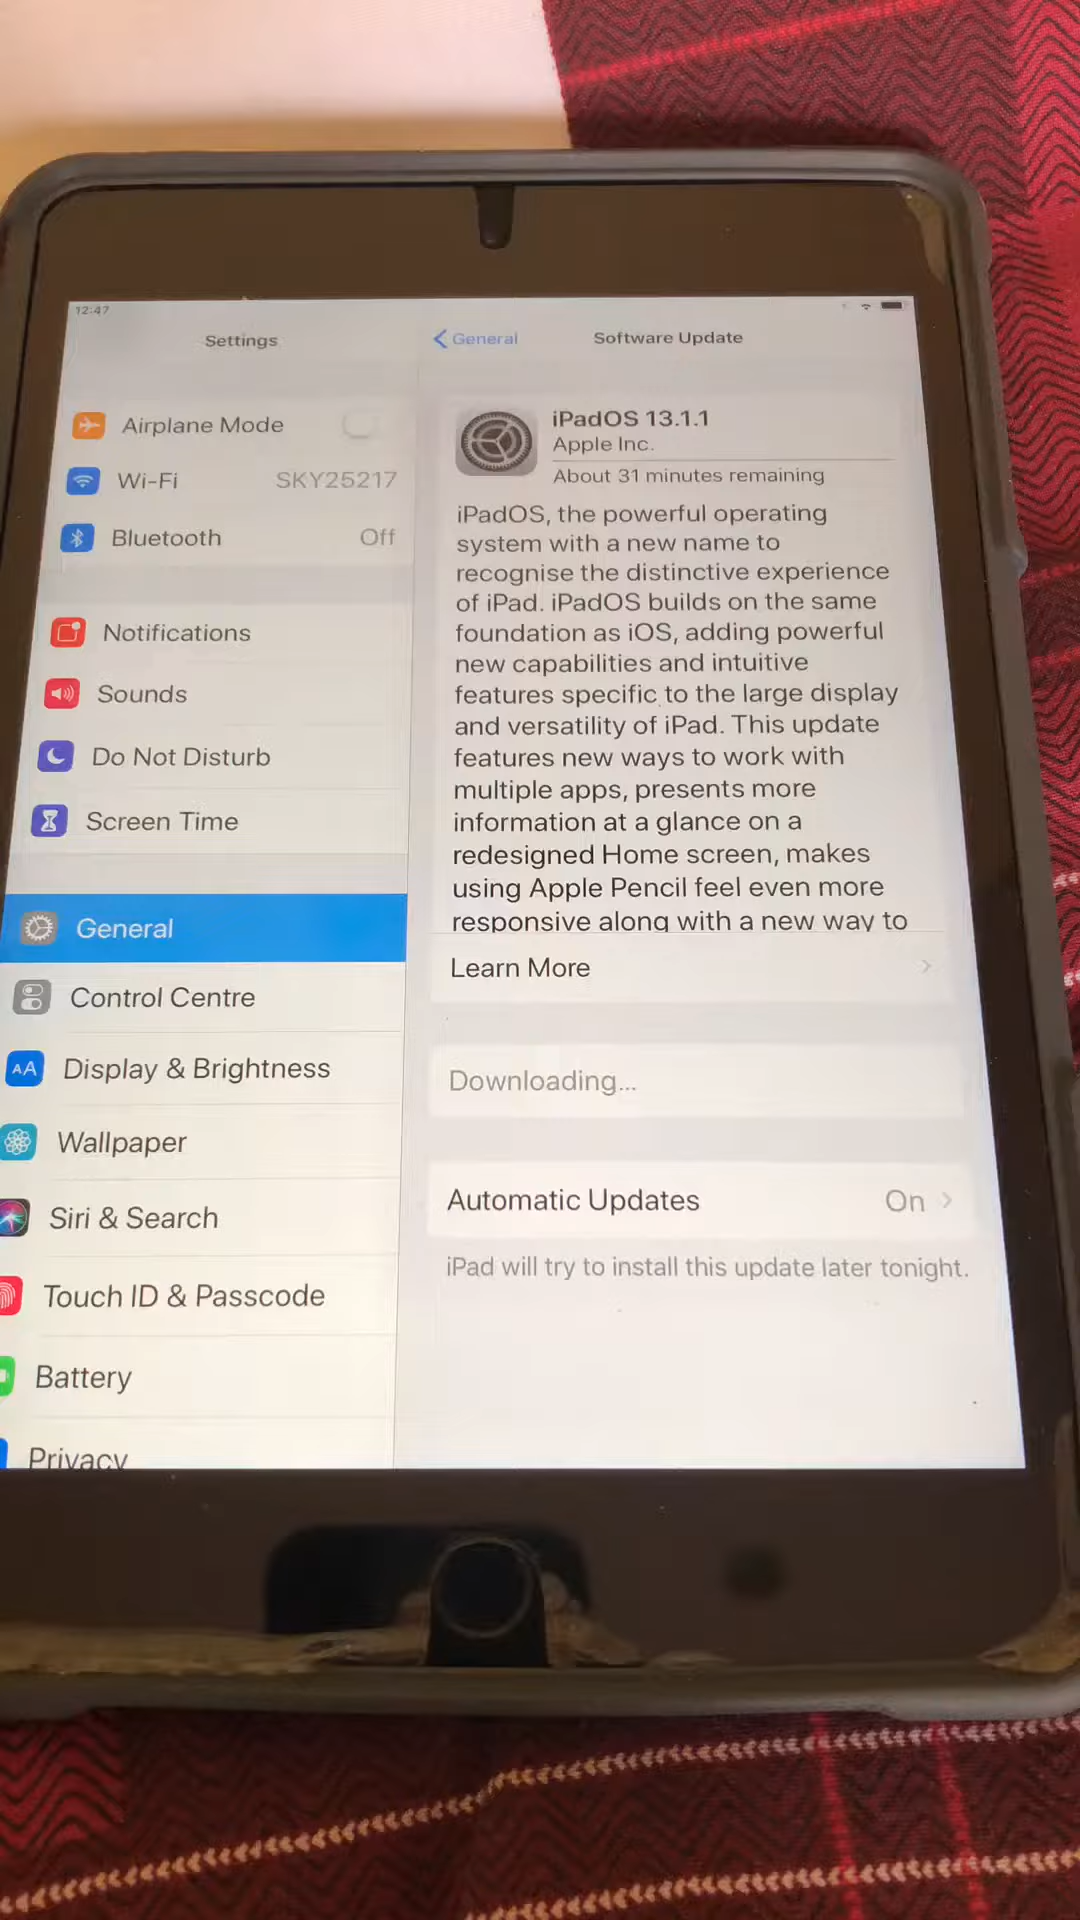 12:47
Settings
General
Software Update
Airplane Mode
Wi-Fi SKY25217
Bluetooth Off
Notifications
Sounds
Do Not Disturb
Screen Time
General
Control Centre
AA Display & Brightness
Wallpaper
Siri & Search
Touch ID & Passcode
Battery
Privacy
iPadOS 13.1.1
Apple Inc.
About 31 minutes remaining
iPadOS, the powerful operating
system with a new name to
recognise the distinctive experience
of iPad. iPadOS builds on the same
foundation as iOS, adding powerful
new capabilities and intuitive
features specific to the large display
and versatility of iPad. This update
features new ways to work with
multiple apps, presents more
information at a glance on a
redesigned Home screen, makes
using Apple Pencil feel even more
responsive along with a new way to
Learn More
Downloading...
Automatic Updates On
iPad will try to install this update later tonight.